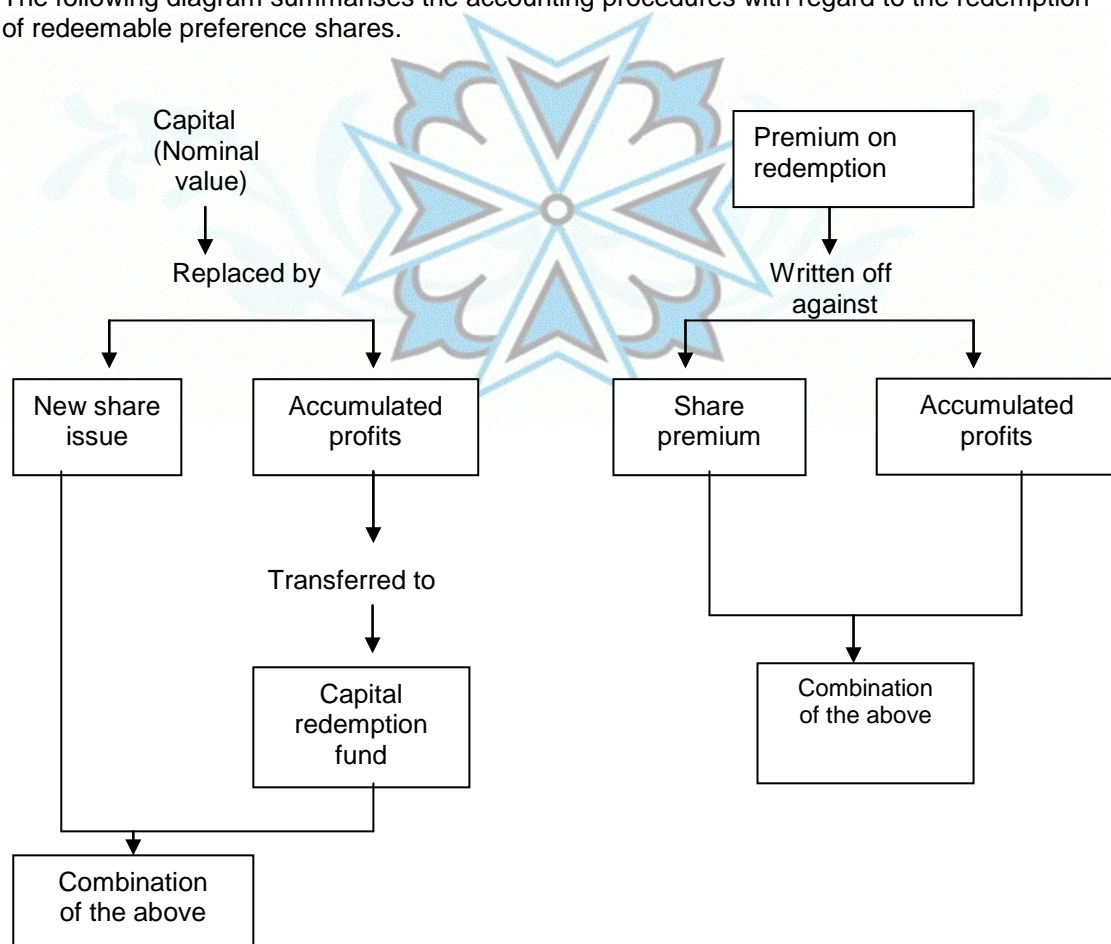 The following diagram summarises the accounting procedures with regard to the redemption
of redeemable preference shares.
Capital
(Nominal
value)
Replaced by
New share
issue
Accumulated
profits
Transferred to
Capital
redemption
fund
Combination
of the above
Premium on
redemption
Written off
against
Share
premium
Accumulated
profits
Combination
of the above